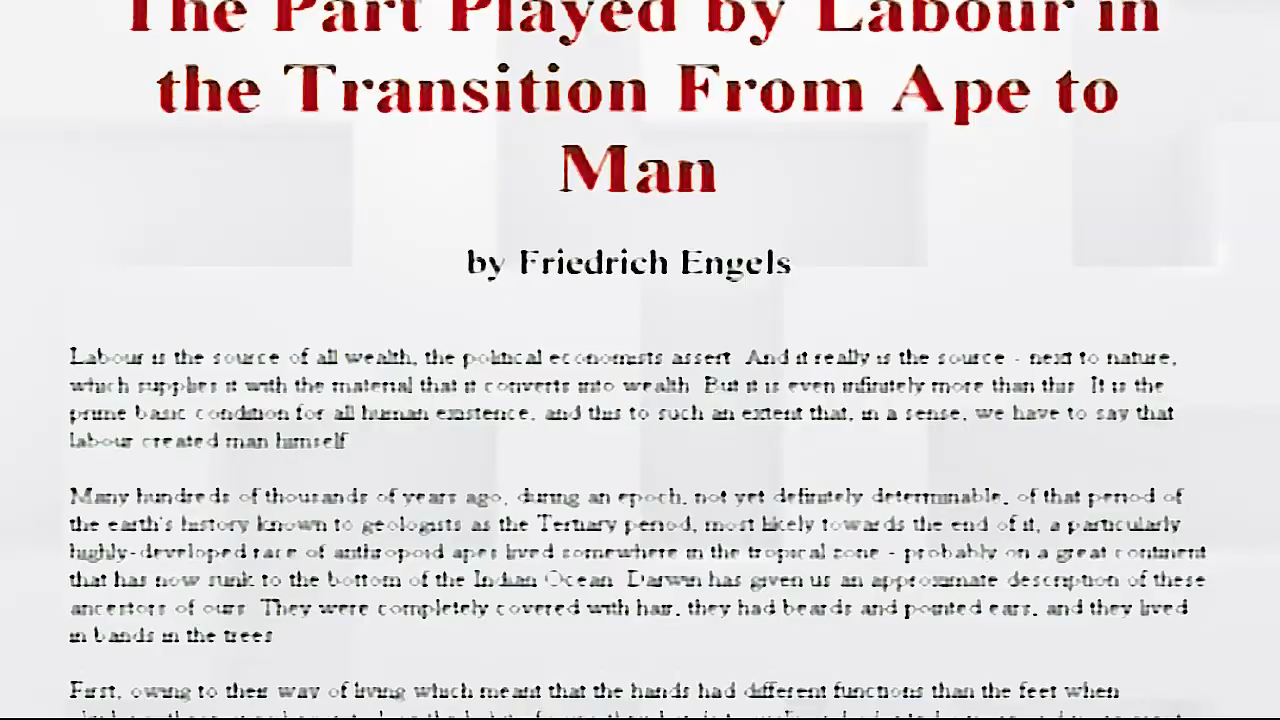 The Part Played by Labour in
the Transition From Ape to
Man
by Friedrich Engels
Labour is the source of all wealth, the political economists assert. And it really is the source - next to nature,
which supplies it with the material that it converts into wealth. But it is even infinitely more than this. It is the
prime basic condition for all human existence, and this to such an extent that, in a sense, we have to say that
labour created man himself.
Many hundreds of thousands of years ago, during an epoch, not yet definitely determinable, of that period of
the earth's history known to geologists as the Tertiary period, most likely towards the end of it, a particularly
highly-developed race of anthropoid apes lived somewhere in the tropical zone - probably on a great continent
that has now sunk to the bottom of the Indian Ocean. Darwin has given us an approximate description of these
ancestors of ours. They were completely covered with hair, they had beards and pointed ears, and they lived
in bands in the trees.
First, owing to their way of living which meant that the hands had different functions than the feet when